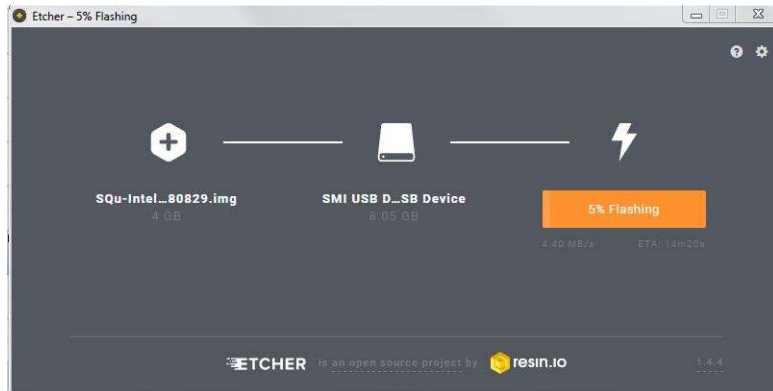 Etcher – 5% Flashing
SQu-Intel...80829.img
4 GB
SMI USB D...SB Device
8.05 GB
5% Flashing
4.40 MB/s ETA: 14m20s
ETCHER is an open source project by resin.io 1.4.4